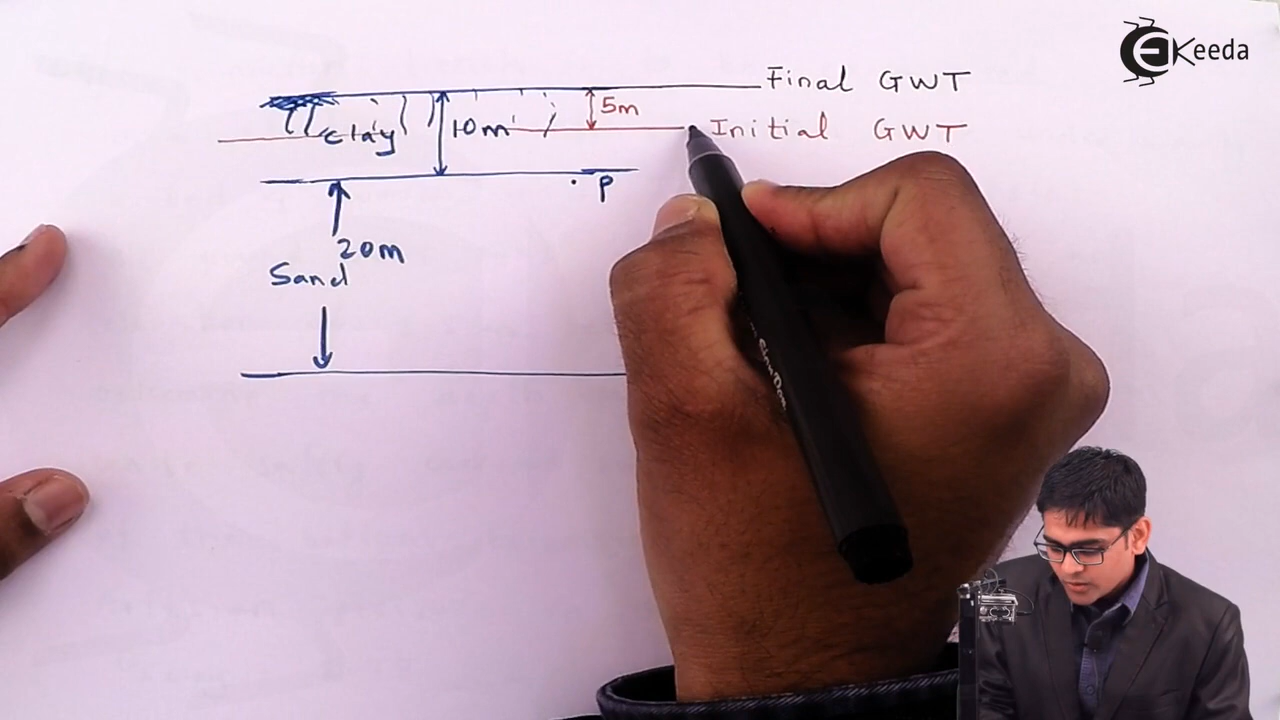 EKeeda
Final GWT
5m
Initial GWT
clay
10m
P
20m
Sand